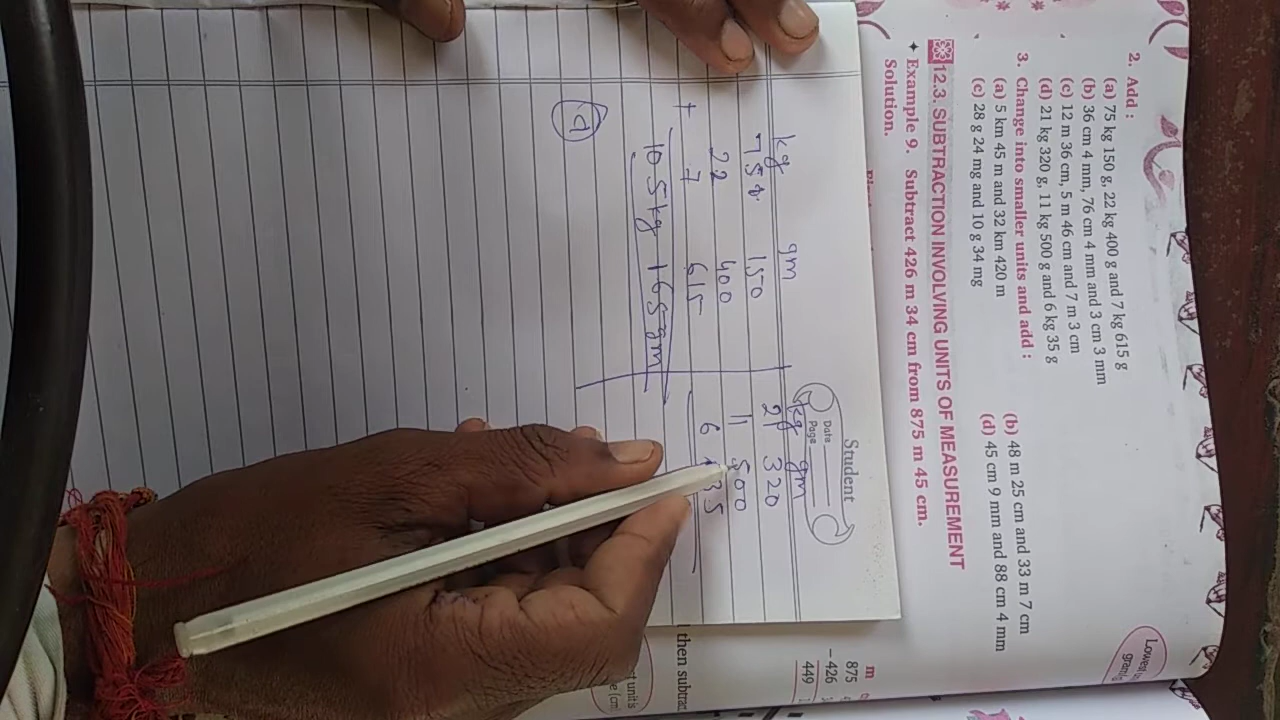 2. Add :
(a) 75 kg 150 g, 22 kg 400 g and 7 kg 615 g
(b) 36 cm 4 mm, 76 cm 4 mm and 3 cm 3 mm
(c) 12 m 36 cm, 5 m 46 cm and 7 m 3 cm
(d) 21 kg 320 g, 11 kg 500 g and 6 kg 35 g
3. Change into smaller units and add :
(a) 5 km 45 m and 32 km 420 m
(b) 48 m 25 cm and 33 m 7 cm
(c) 28 g 24 mg and 10 g 34 mg
(d) 45 cm 9 mm and 88 cm 4 mm
12.3. SUBTRACTION INVOLVING UNITS OF MEASUREMENT
Example 9. Subtract 426 m 34 cm from 875 m 45 cm.
Solution.
m
875
- 426
449
then subtract
Student
Date
Page
kg gm
75 150
22 400
+ 7 615
105kg 165gm
kg gm
21 320
11 500
6 35